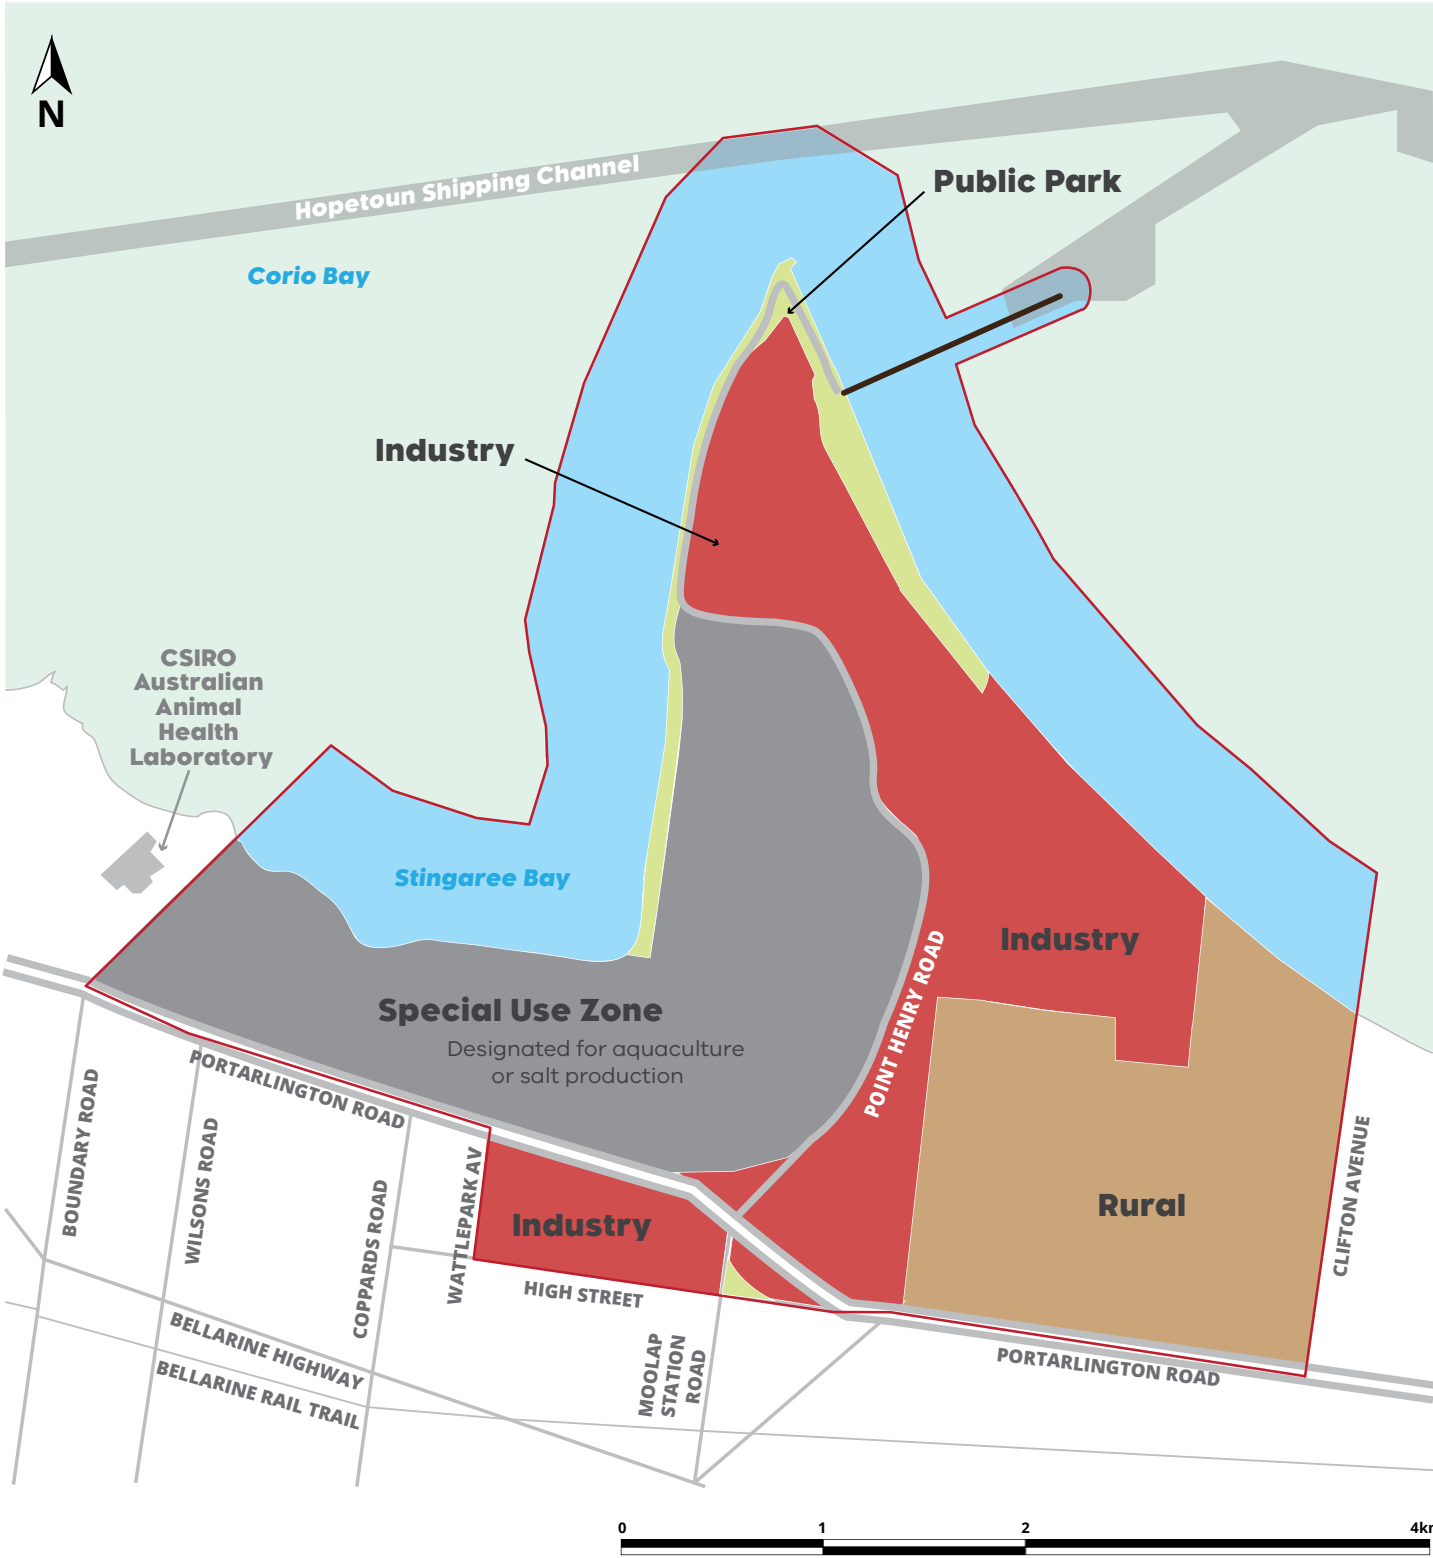 N
Hopetoun Shipping Channel
Public Park
Corio Bay
Industry
CSIRO
Australian
Animal
Health
Laboratory
Stingaree Bay
Industry
POINT HENRY ROAD
Special Use Zone
Designated for aquaculture
or salt production
PORTARLINGTON ROAD
BOUNDARY ROAD
WILSONS ROAD
COPPARDS ROAD
WATTLEPARK AV
Industry
Rural
CLIFTON AVENUE
HIGH STREET
BELLARINE HIGHWAY
BELLARINE RAIL TRAIL
MOOLAP
STATION
ROAD
PORTARLINGTON ROAD
0 1 2 4km